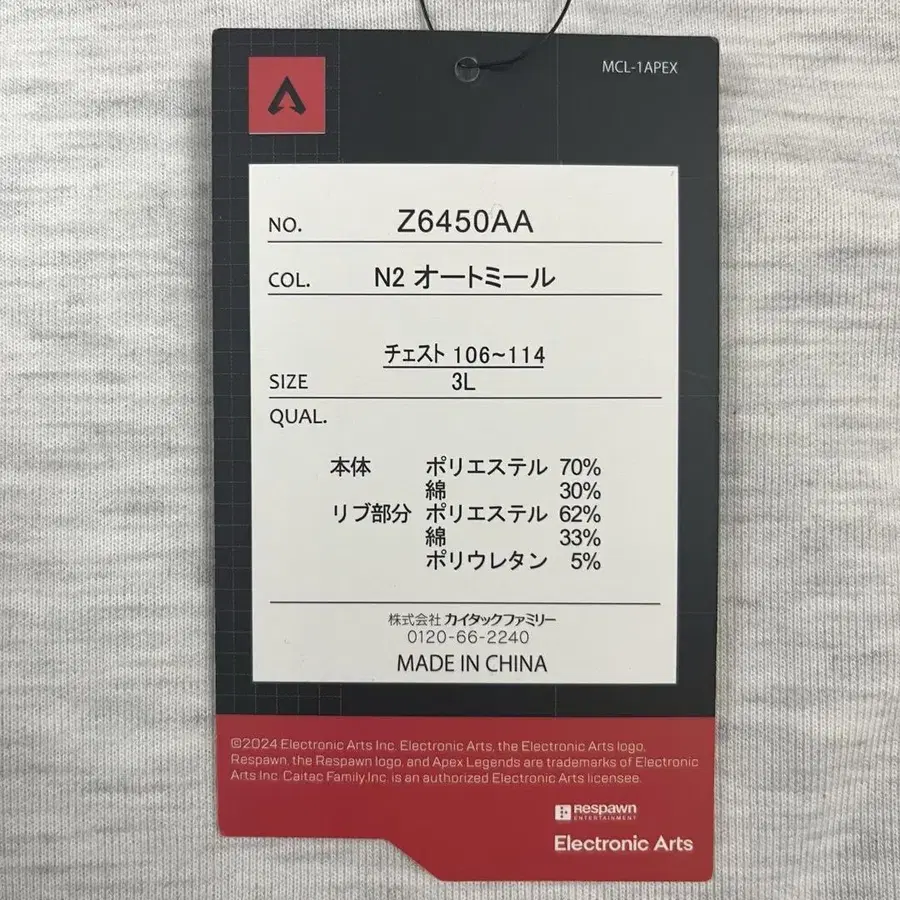 MCL-1APEX
NO. Z6450AA
COL. N2 オートミール
チェスト 106~114
SIZE 3L
QUAL.
本体 ポリエステル 70%
綿 30%
リブ部分 ポリエステル 62%
綿 33%
ポリウレタン 5%
株式会社 カイタックファミリー
0120-66-2240
MADE IN CHINA
©2024 Electronic Arts Inc. Electronic Arts, the Electronic Arts logo,
Respawn, the Respawn logo, and Apex Legends are trademarks of Electronic
Arts Inc. Caitac Family,Inc. is an authorized Electronic Arts licensee.
Respawn
ENTERTAINMENT
Electronic Arts